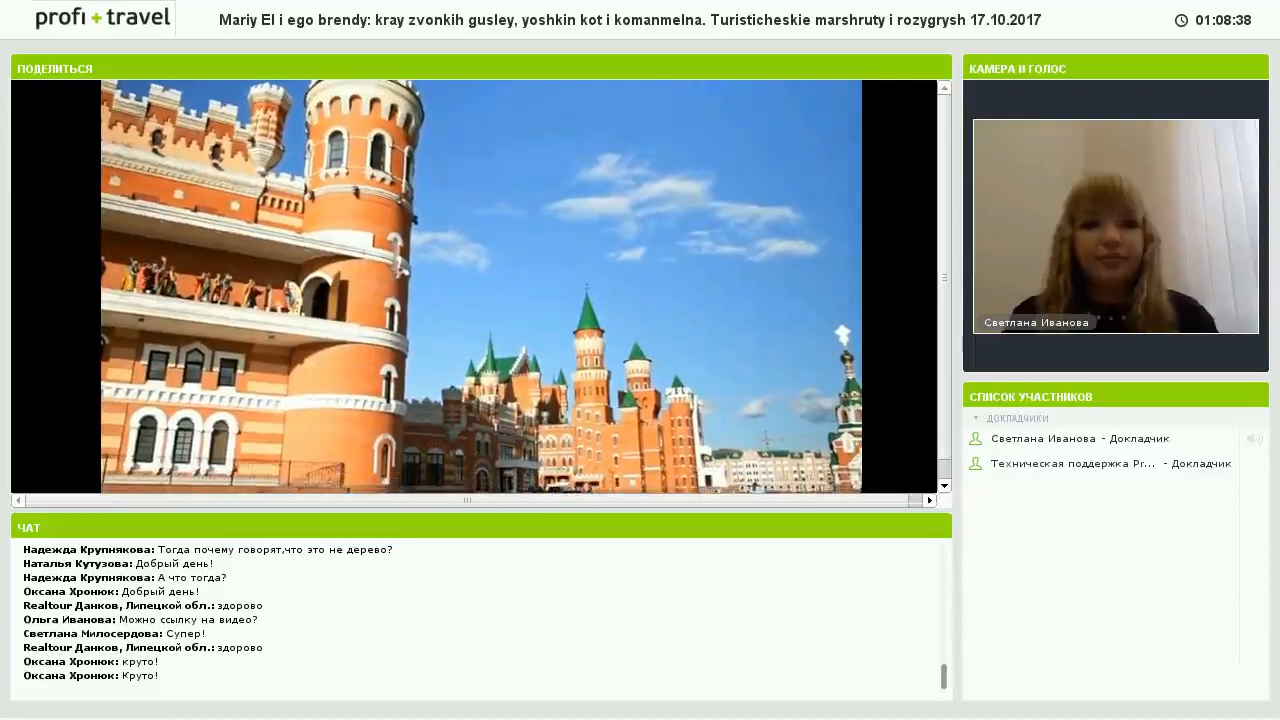 profi + travel
Mariy El i ego brendy: kray zvonkih gusley, yoshkin kot i komanmelna. Turisticheskie marshruty i rozygrysh 17.10.2017
01:08:38
ПОДЕЛИТЬСЯ
КАМЕРА И ГОЛОС
Светлана Иванова
СПИСОК УЧАСТНИКОВ
ДОКЛАДЧИКИ
Светлана Иванова - Докладчик
Техническая поддержка Pr... - Докладчик
ЧАТ
Надежда Крупнякова: Тогда почему говорят,что это не дерево?
Наталья Кутузова: Добрый день!
Надежда Крупнякова: А что тогда?
Оксана Хронюк: Добрый день!
Realtour Данков, Липецкой обл.: здорово
Ольга Иванова: Можно ссылку на видео?
Светлана Милосердова: Супер!
Realtour Данков, Липецкой обл.: здорово
Оксана Хронюк: круто!
Оксана Хронюк: Круто!